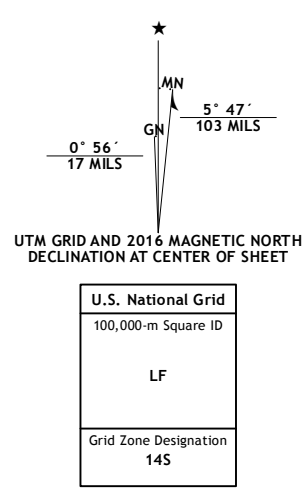 ★
MN
GN
5° 47´
103 MILS
0° 56´
17 MILS
UTM GRID AND 2016 MAGNETIC NORTH
DECLINATION AT CENTER OF SHEET
U.S. National Grid
100,000-m Square ID
LF
Grid Zone Designation
14S